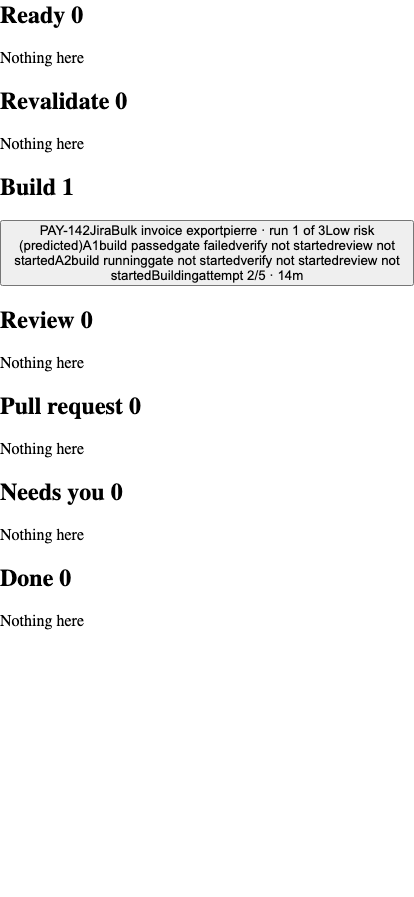 Ready 0
Nothing here
Revalidate 0
Nothing here
Build 1
PAY-142JiraBulk invoice exportpierre · run 1 of 3Low risk
(predicted)A1build passedgate failedverify not startedreview not
startedA2build runninggate not startedverify not startedreview not
startedBuildingattempt 2/5 · 14m
Review 0
Nothing here
Pull request 0
Nothing here
Needs you 0
Nothing here
Done 0
Nothing here